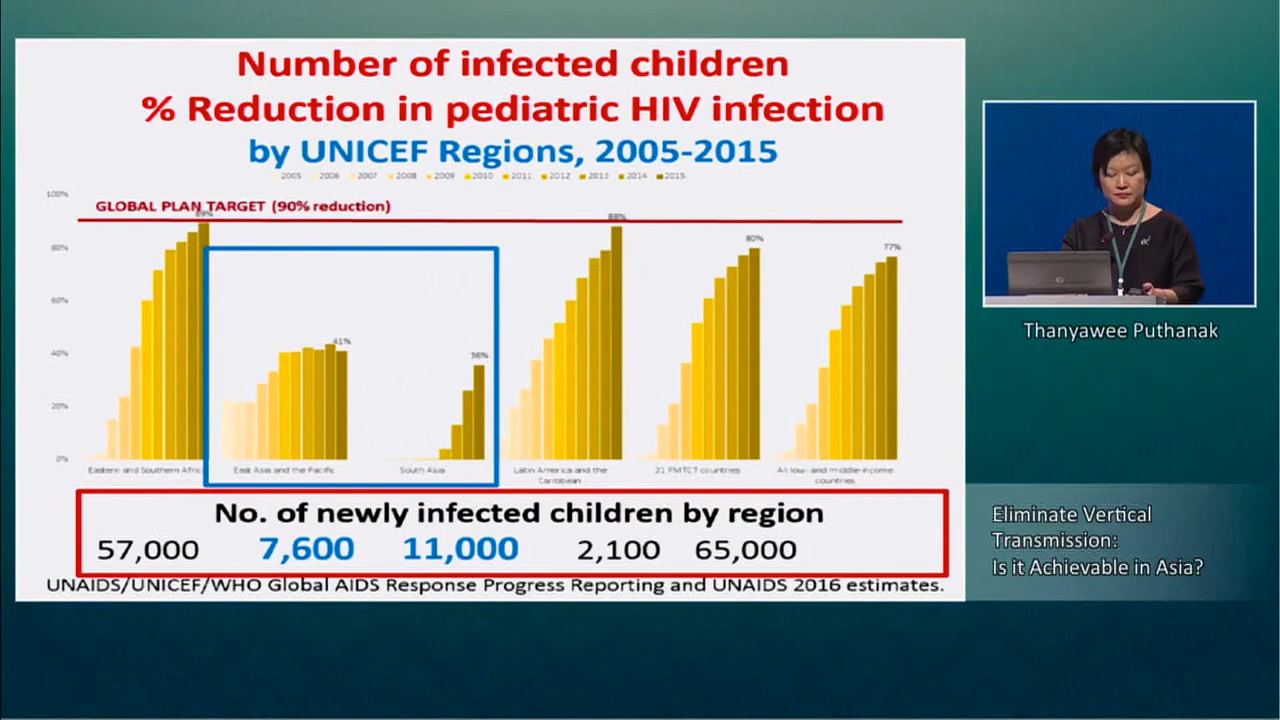 Number of infected children
% Reduction in pediatric HIV infection
by UNICEF Regions, 2005-2015
2005 2006 2007 2008 2009 2010 2011 2012 2013 2014 2015
100%
GLOBAL PLAN TARGET (90% reduction)
89%
88%
80%
80%
77%
60%
40%
41%
36%
20%
0%
Eastern and Southern Afric
East Asia and the Pacific
South Asia
Latin America and the
Caribbean
21 PMTCT countries
All low- and middle-income
countries
No. of newly infected children by region
57,000 7,600 11,000 2,100 65,000
UNAIDS/UNICEF/WHO Global AIDS Response Progress Reporting and UNAIDS 2016 estimates.
Thanyawee Puthanak
Eliminate Vertical
Transmission:
Is it Achievable in Asia?